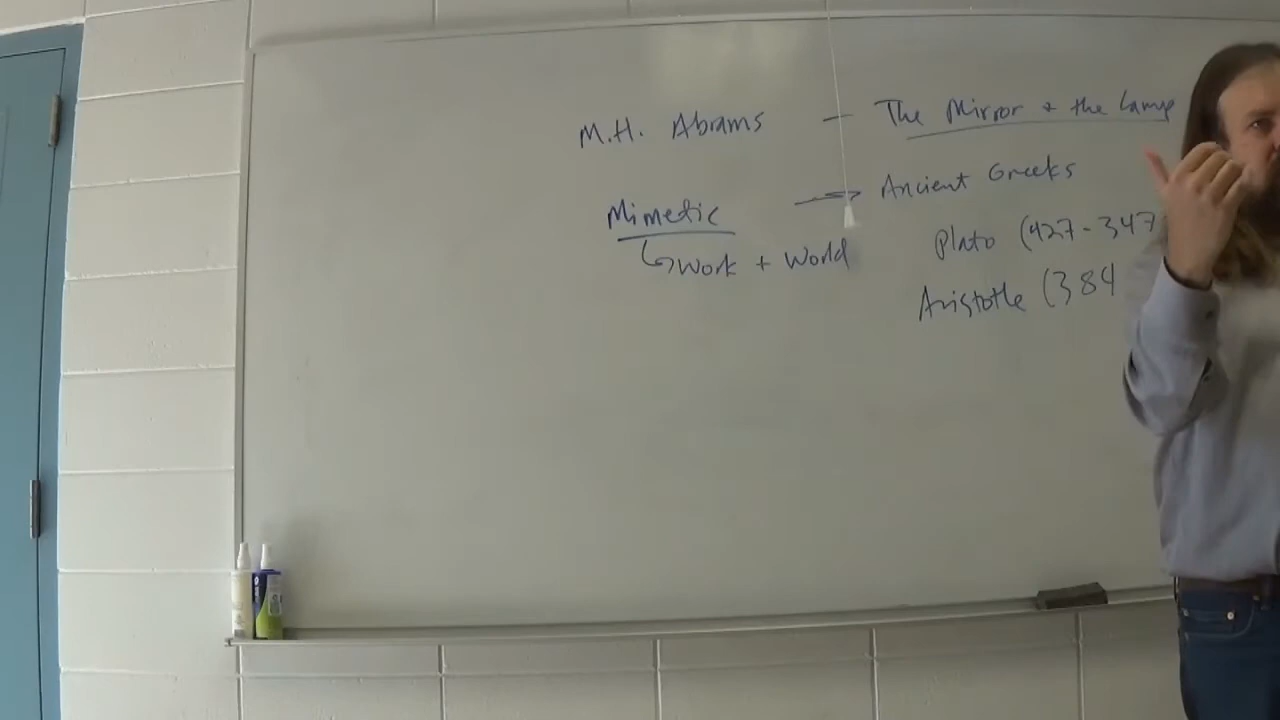 M.H. Abrams — The Mirror + the Lamp
Mimetic → Ancient Greeks
↳ Work + World
Plato (427-347
Aristotle (384